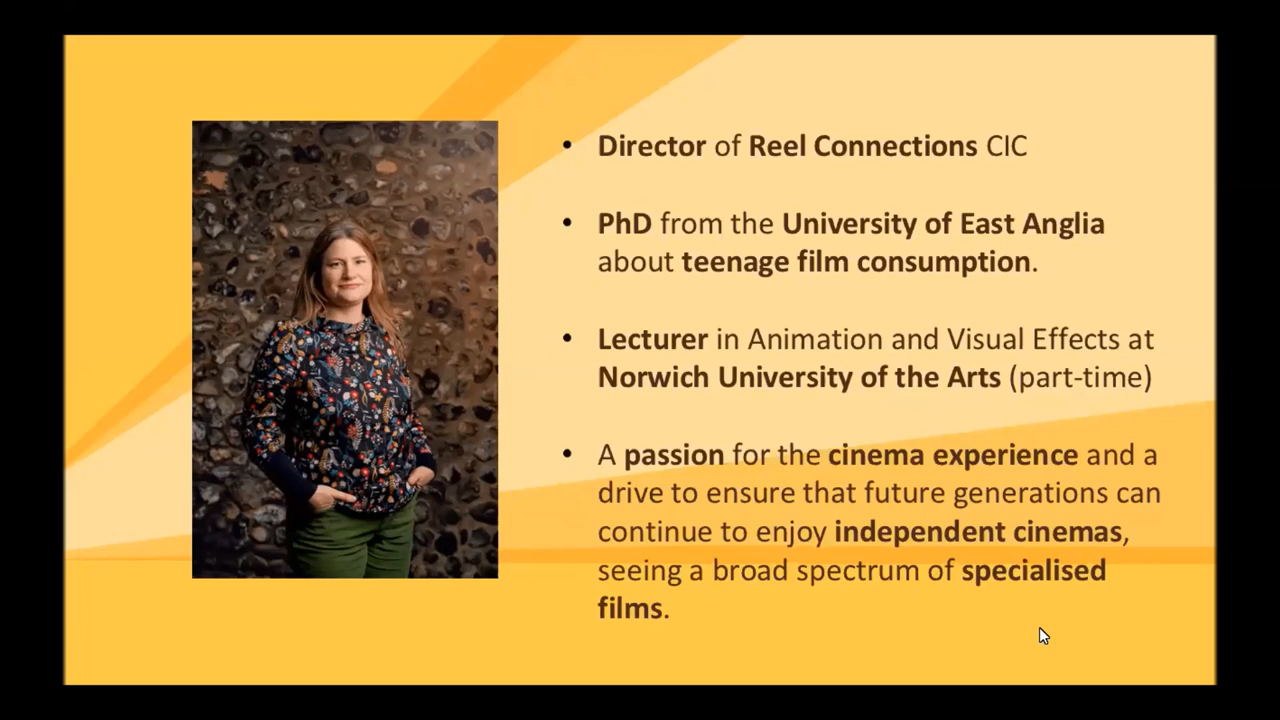 • Director of Reel Connections CIC
• PhD from the University of East Anglia
about teenage film consumption.
• Lecturer in Animation and Visual Effects at
Norwich University of the Arts (part-time)
• A passion for the cinema experience and a
drive to ensure that future generations can
continue to enjoy independent cinemas,
seeing a broad spectrum of specialised
films.